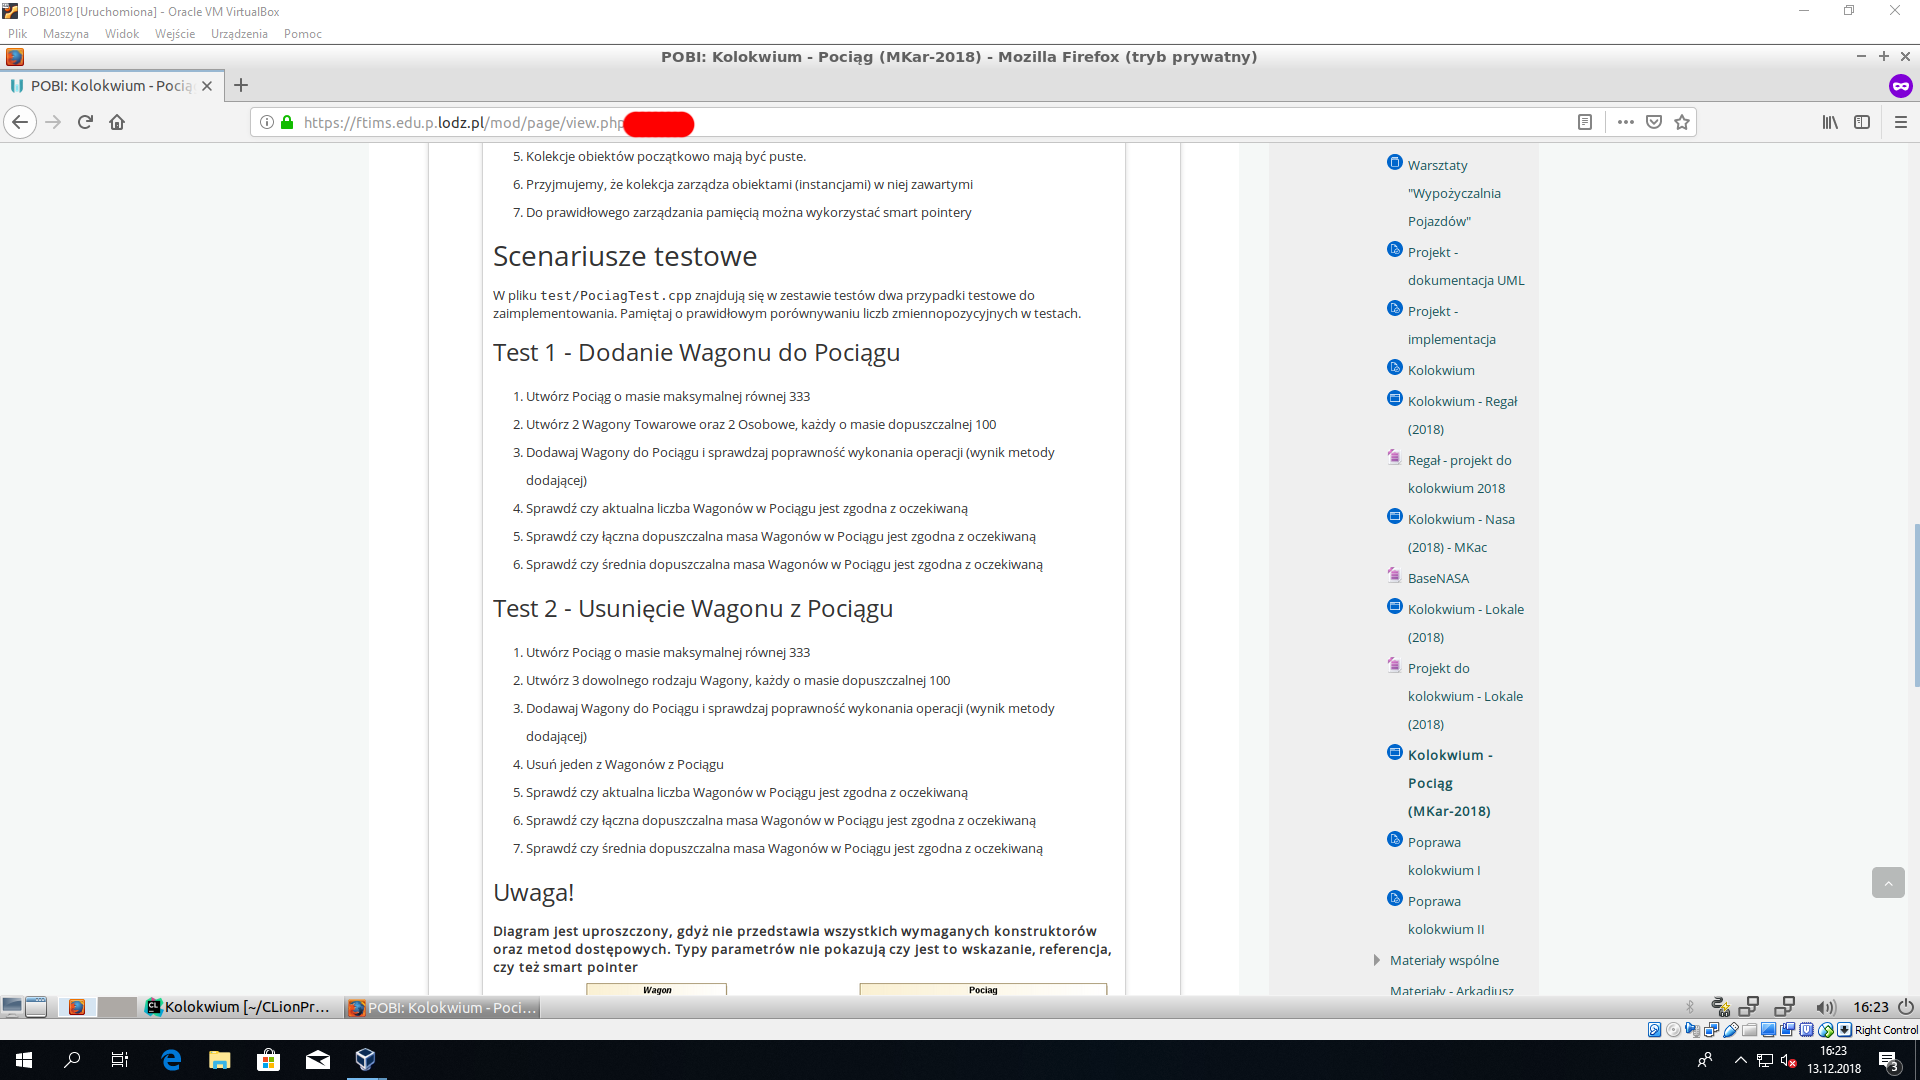 POBI2018 [Uruchomiona] - Oracle VM VirtualBox
Plik Maszyna Widok Wejście Urządzenia Pomoc
POBI: Kolokwium - Pociąg (MKar-2018) - Mozilla Firefox (tryb prywatny)
POBI: Kolokwium - Pocią
https://ftims.edu.p.lodz.pl/mod/page/view.php
5. Kolekcje obiektów początkowo mają być puste.
6. Przyjmujemy, że kolekcja zarządza obiektami (instancjami) w niej zawartymi
7. Do prawidłowego zarządzania pamięcią można wykorzystać smart pointery
Scenariusze testowe
W pliku test/PociagTest.cpp znajdują się w zestawie testów dwa przypadki testowe do
zaimplementowania. Pamiętaj o prawidłowym porównywaniu liczb zmiennopozycyjnych w testach.
Test 1 - Dodanie Wagonu do Pociągu
1. Utwórz Pociąg o masie maksymalnej równej 333
2. Utwórz 2 Wagony Towarowe oraz 2 Osobowe, każdy o masie dopuszczalnej 100
3. Dodawaj Wagony do Pociągu i sprawdzaj poprawność wykonania operacji (wynik metody
dodającej)
4. Sprawdź czy aktualna liczba Wagonów w Pociągu jest zgodna z oczekiwaną
5. Sprawdź czy łączna dopuszczalna masa Wagonów w Pociągu jest zgodna z oczekiwaną
6. Sprawdź czy średnia dopuszczalna masa Wagonów w Pociągu jest zgodna z oczekiwaną
Test 2 - Usunięcie Wagonu z Pociągu
1. Utwórz Pociąg o masie maksymalnej równej 333
2. Utwórz 3 dowolnego rodzaju Wagony, każdy o masie dopuszczalnej 100
3. Dodawaj Wagony do Pociągu i sprawdzaj poprawność wykonania operacji (wynik metody
dodającej)
4. Usuń jeden z Wagonów z Pociągu
5. Sprawdź czy aktualna liczba Wagonów w Pociągu jest zgodna z oczekiwaną
6. Sprawdź czy łączna dopuszczalna masa Wagonów w Pociągu jest zgodna z oczekiwaną
7. Sprawdź czy średnia dopuszczalna masa Wagonów w Pociągu jest zgodna z oczekiwaną
Uwaga!
Diagram jest uproszczony, gdyż nie przedstawia wszystkich wymaganych konstruktorów
oraz metod dostępowych. Typy parametrów nie pokazują czy jest to wskazanie, referencja,
czy też smart pointer
Wagon Pociag
Warsztaty
"Wypożyczalnia
Pojazdów"
Projekt -
dokumentacja UML
Projekt -
implementacja
Kolokwium
Kolokwium - Regał
(2018)
Regał - projekt do
kolokwium 2018
Kolokwium - Nasa
(2018) - MKac
BaseNASA
Kolokwium - Lokale
(2018)
Projekt do
kolokwium - Lokale
(2018)
Kolokwium -
Pociąg
(MKar-2018)
Poprawa
kolokwium I
Poprawa
kolokwium II
Materiały wspólne
Materiały - Arkadiusz
Kolokwium [~/CLionPr... POBI: Kolokwium - Poci... 16:23
Right Control
16:23
13.12.2018
3